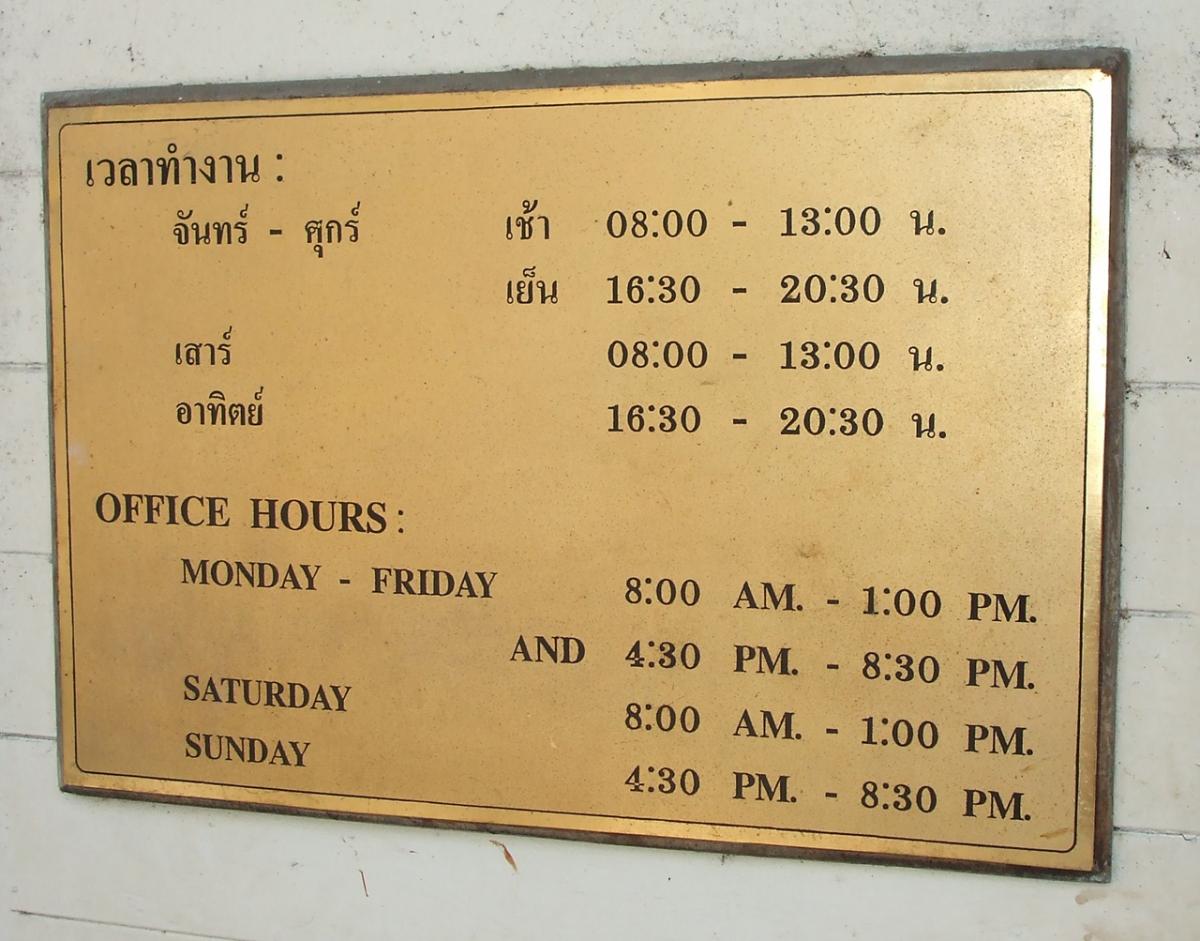 เวลาทำงาน :
จันทร์ - ศุกร์ เช้า 08:00 - 13:00 น.
เย็น 16:30 - 20:30 น.
เสาร์ 08:00 - 13:00 น.
อาทิตย์ 16:30 - 20:30 น.
OFFICE HOURS :
MONDAY - FRIDAY 8:00 AM. - 1:00 PM.
AND 4:30 PM. - 8:30 PM.
SATURDAY 8:00 AM. - 1:00 PM.
SUNDAY 4:30 PM. - 8:30 PM.